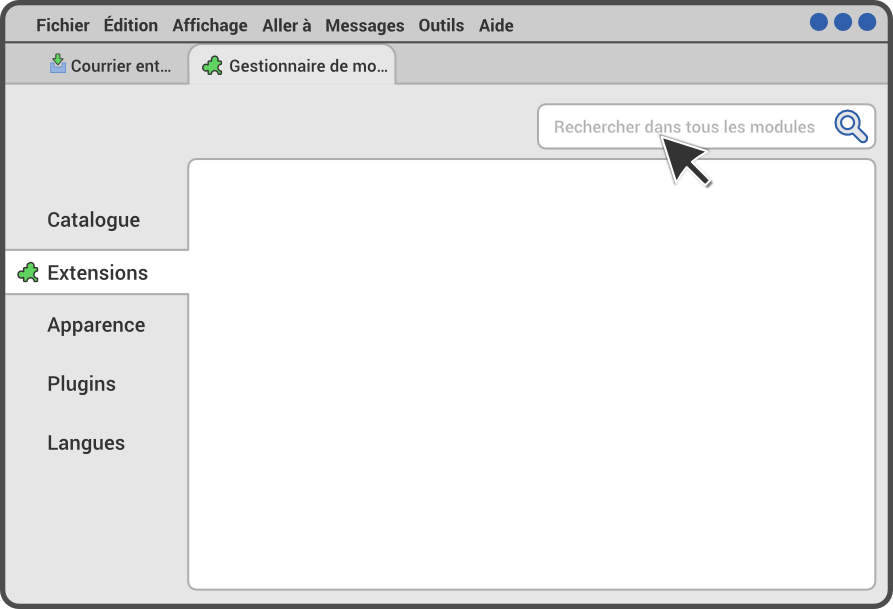 Fichier Édition Affichage Aller à Messages Outils Aide
Courrier ent... Gestionnaire de mo...
Rechercher dans tous les modules
Catalogue
Extensions
Apparence
Plugins
Langues